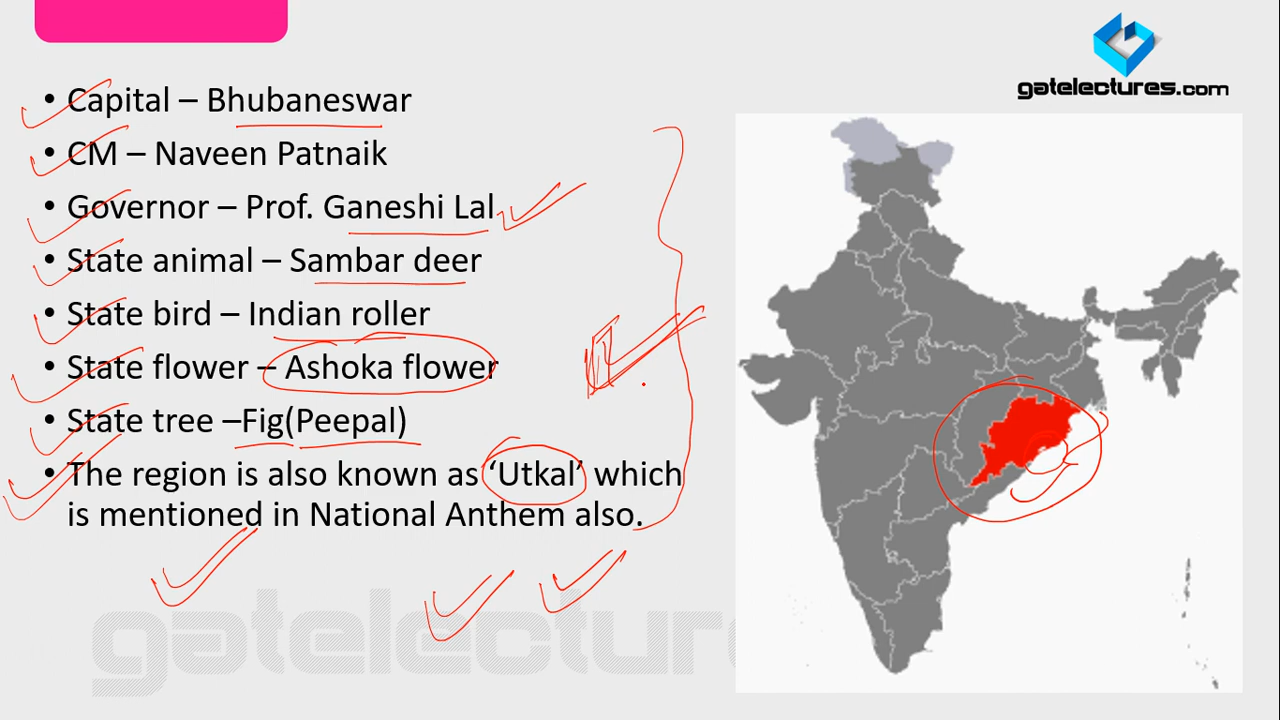 gatelectures.com
• Capital – Bhubaneswar
• CM – Naveen Patnaik
• Governor – Prof. Ganeshi Lal
• State animal – Sambar deer
• State bird – Indian roller
• State flower – Ashoka flower
• State tree –Fig(Peepal)
• The region is also known as ‘Utkal’ which
is mentioned in National Anthem also.
gatelectures